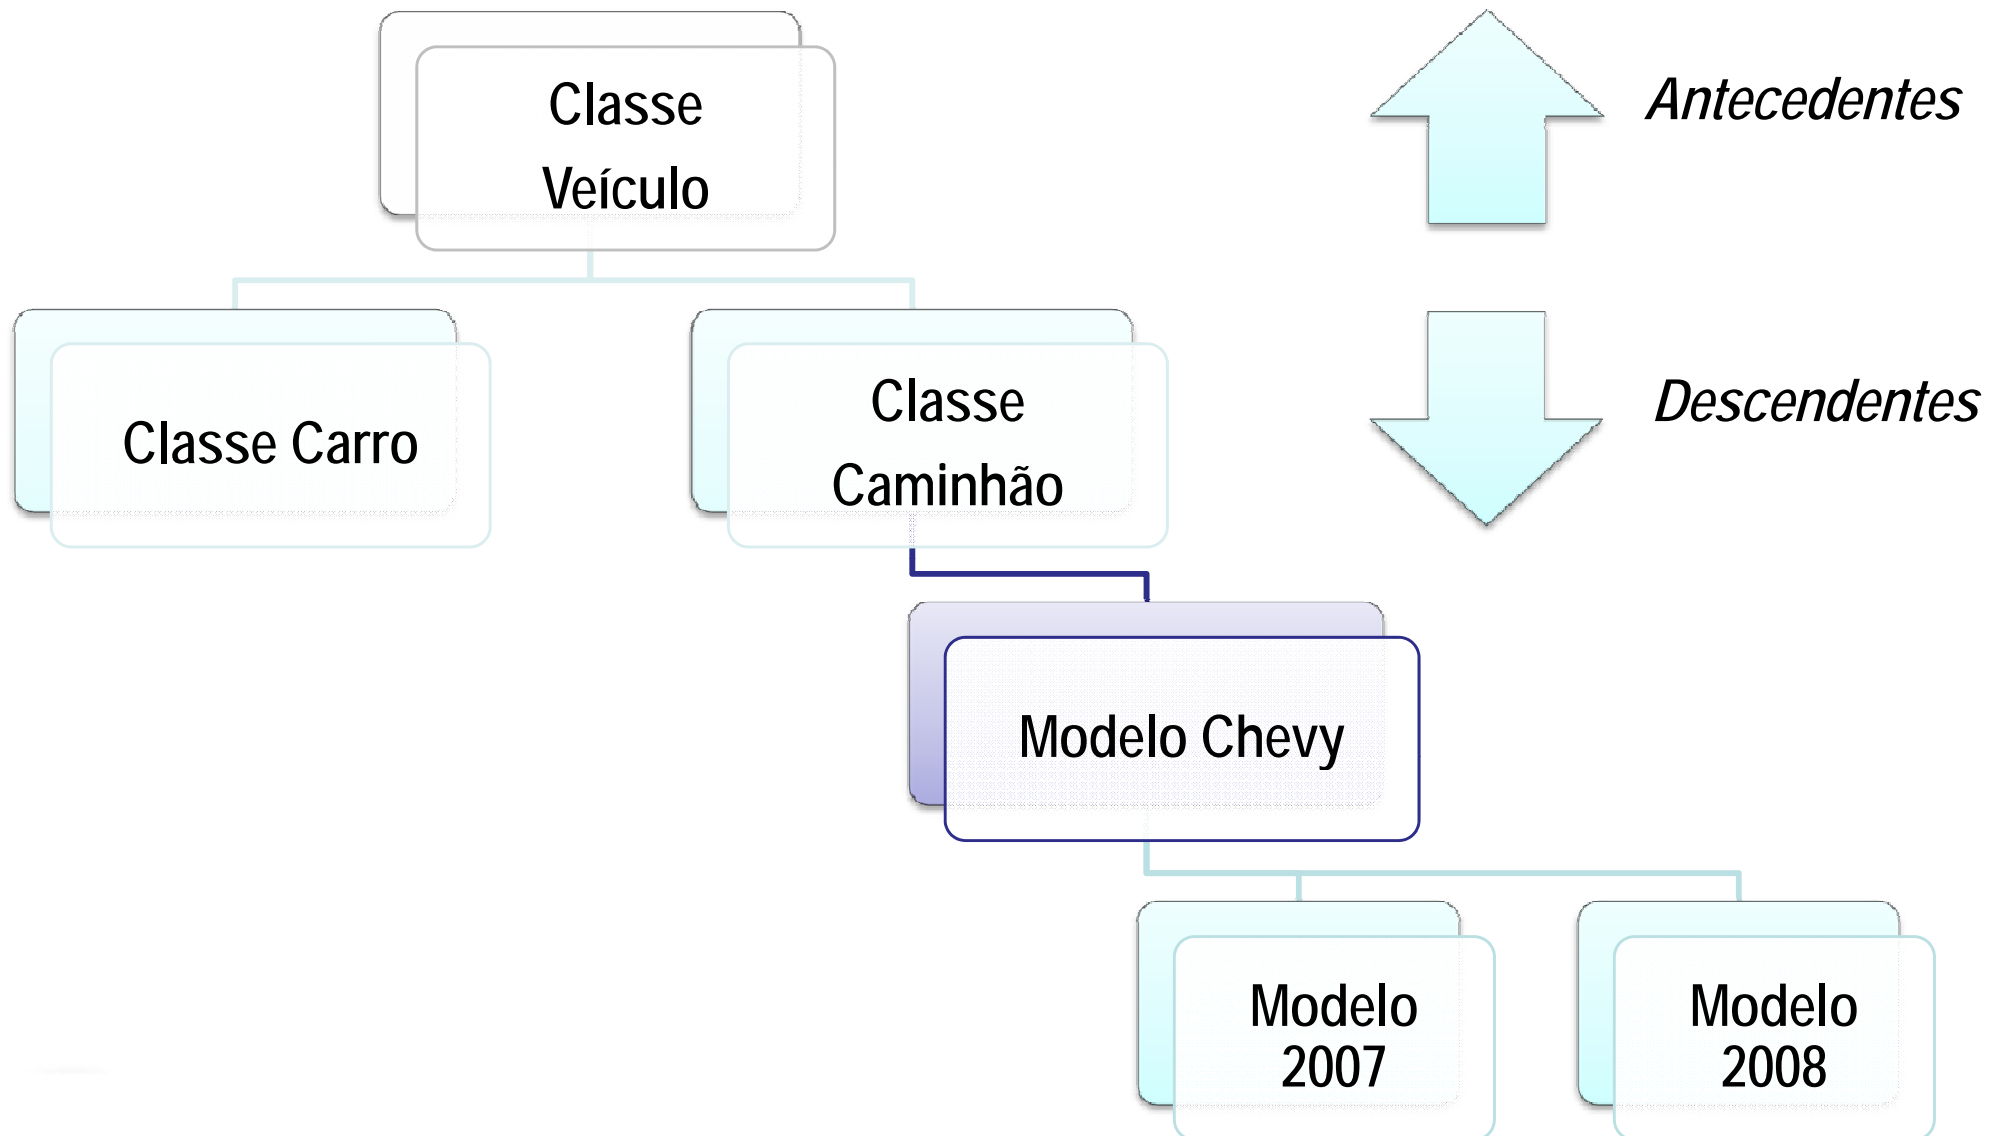 Classe
Veículo
Antecedentes
Classe Carro
Classe
Caminhão
Descendentes
Modelo Chevy
Modelo
2007
Modelo
2008